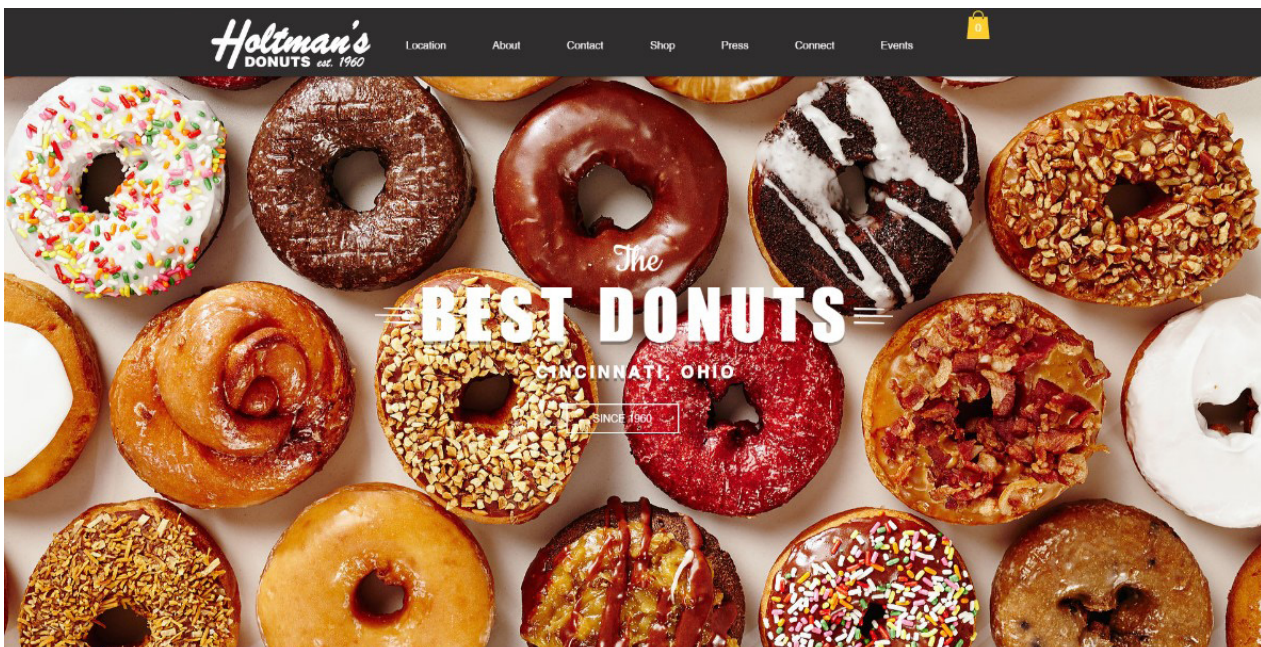 Holtman's
DONUTS est. 1960
Location About Contact Shop Press Connect Events
0
The
BEST DONUTS
CINCINNATI, OHIO
SINCE 1960